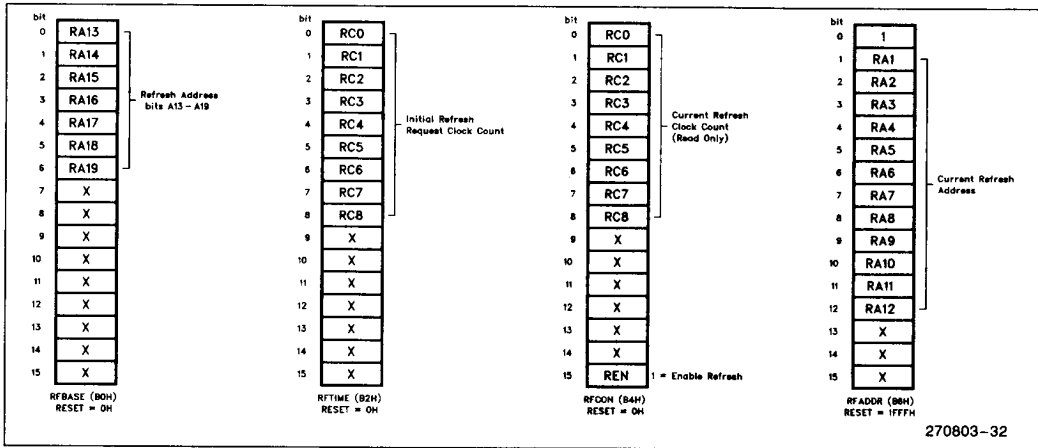 bit
0 RA13
1 RA14
2 RA15
3 RA16
4 RA17
5 RA18
6 RA19
7 X
8 X
9 X
10 X
11 X
12 X
13 X
14 X
15 X
Refresh Address
bits A13-A19
RFBASE (B0H)
RESET = 0H
bit
0 RC0
1 RC1
2 RC2
3 RC3
4 RC4
5 RC5
6 RC6
7 RC7
8 RC8
9 X
10 X
11 X
12 X
13 X
14 X
15 X
Initial Refresh
Request Clock Count
RFTIME (B2H)
RESET = 0H
bit
0 RC0
1 RC1
2 RC2
3 RC3
4 RC4
5 RC5
6 RC6
7 RC7
8 RC8
9 X
10 X
11 X
12 X
13 X
14 X
15 REN 1 = Enable Refresh
Current Refresh
Clock Count
(Read Only)
RFCON (B4H)
RESET = 0H
bit
0 1
1 RA1
2 RA2
3 RA3
4 RA4
5 RA5
6 RA6
7 RA7
8 RA8
9 RA9
10 RA10
11 RA11
12 RA12
13 X
14 X
15 X
Current Refresh
Address
RFADDR (B6H)
RESET = 1FFFH
270803-32